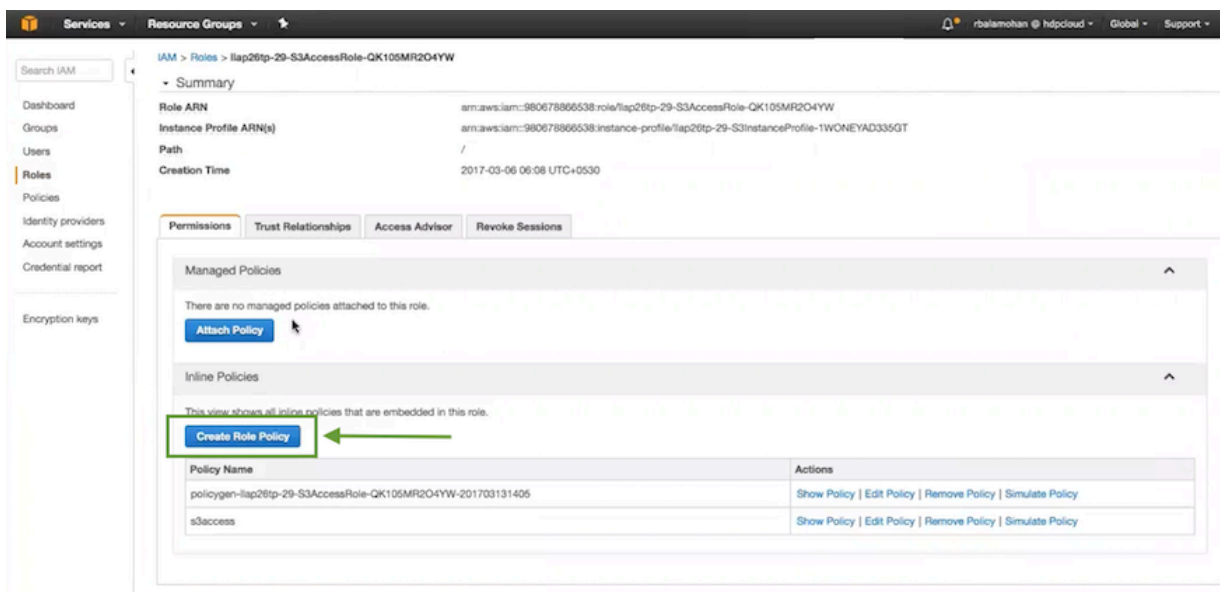 Services Resource Groups rbalamohan @ hdpcloud Global Support
Search IAM
Dashboard
Groups
Users
Roles
Policies
Identity providers
Account settings
Credential report
Encryption keys
IAM > Roles > llap26tp-29-S3AccessRole-QK105MR2O4YW
Summary
Role ARN arn:aws:iam::980678866538:role/llap26tp-29-S3AccessRole-QK105MR2O4YW
Instance Profile ARN(s) arn:aws:iam::980678866538:instance-profile/llap26tp-29-S3InstanceProfile-1WONEYAD335GT
Path /
Creation Time 2017-03-06 06:08 UTC+0530
Permissions Trust Relationships Access Advisor Revoke Sessions
Managed Policies
There are no managed policies attached to this role.
Attach Policy
Inline Policies
This view shows all inline policies that are embedded in this role.
Create Role Policy
Policy Name Actions
policygen-llap26tp-29-S3AccessRole-QK105MR2O4YW-201703131405 Show Policy | Edit Policy | Remove Policy | Simulate Policy
s3access Show Policy | Edit Policy | Remove Policy | Simulate Policy